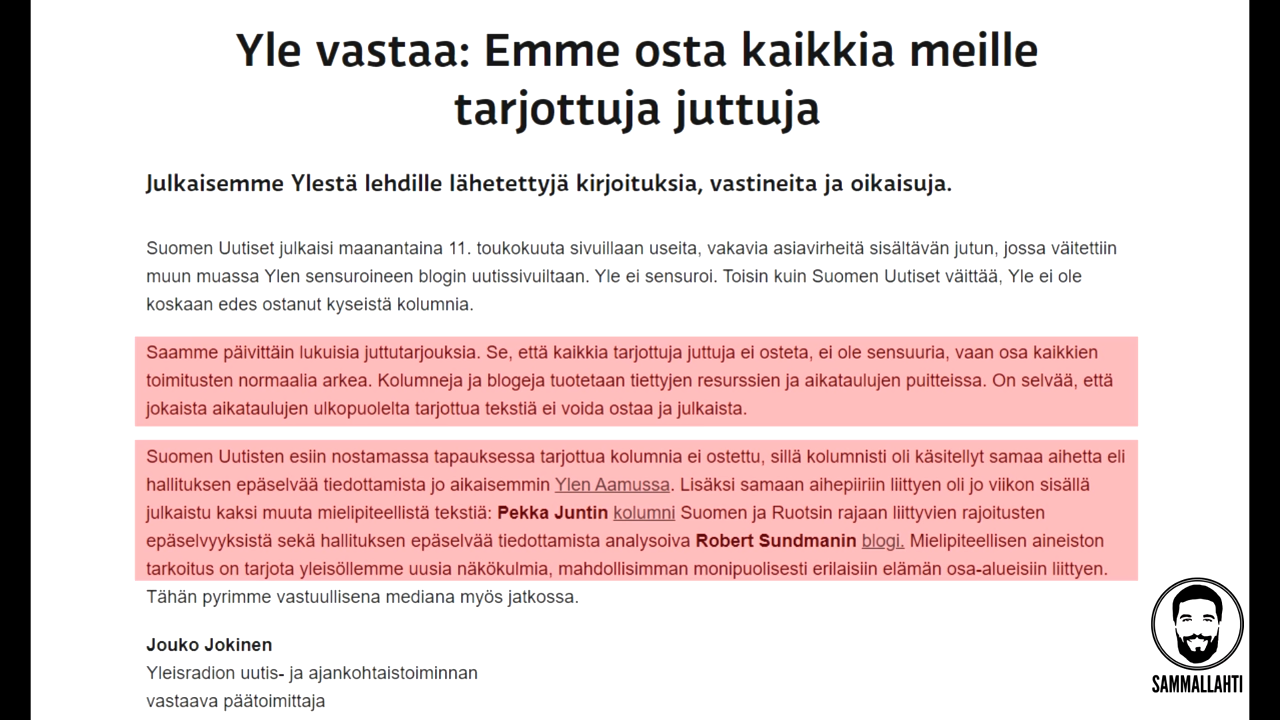 Yle vastaa: Emme osta kaikkia meille
tarjottuja juttuja
Julkaisemme Ylestä lehdille lähetettyjä kirjoituksia, vastineita ja oikaisuja.
Suomen Uutiset julkaisi maanantaina 11. toukokuuta sivuillaan useita, vakavia asiavirheitä sisältävän jutun, jossa väitettiin
muun muassa Ylen sensuroineen blogin uutissivuiltaan. Yle ei sensuroi. Toisin kuin Suomen Uutiset väittää, Yle ei ole
koskaan edes ostanut kyseistä kolumnia.
Saamme päivittäin lukuisia juttutarjouksia. Se, että kaikkia tarjottuja juttuja ei osteta, ei ole sensuuria, vaan osa kaikkien
toimitusten normaalia arkea. Kolumneja ja blogeja tuotetaan tiettyjen resurssien ja aikataulujen puitteissa. On selvää, että
jokaista aikataulujen ulkopuolelta tarjottua tekstiä ei voida ostaa ja julkaista.
Suomen Uutisten esiin nostamassa tapauksessa tarjottua kolumnia ei ostettu, sillä kolumnisti oli käsitellyt samaa aihetta eli
hallituksen epäselvää tiedottamista jo aikaisemmin Ylen Aamussa. Lisäksi samaan aihepiiriin liittyen oli jo viikon sisällä
julkaistu kaksi muuta mielipiteellistä tekstiä: Pekka Juntin kolumni Suomen ja Ruotsin rajaan liittyvien rajoitusten
epäselvyyksistä sekä hallituksen epäselvää tiedottamista analysoiva Robert Sundmanin blogi. Mielipiteellisen aineiston
tarkoitus on tarjota yleisöllemme uusia näkökulmia, mahdollisimman monipuolisesti erilaisiin elämän osa-alueisiin liittyen.
Tähän pyrimme vastuullisena mediana myös jatkossa.
Jouko Jokinen
Yleisradion uutis- ja ajankohtaistoiminnan
vastaava päätoimittaja
SAMMALLAHTI